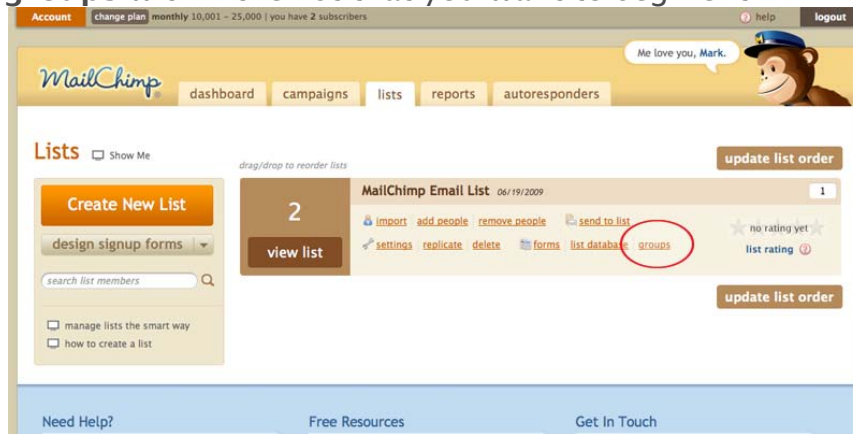 Account change plan monthly 10,001 - 25,000 | you have 2 subscribers help logout
Me love you, Mark.
MailChimp
dashboard campaigns lists reports autoresponders
Lists Show Me
drag/drop to reorder lists
update list order
Create New List
design signup forms
search list members
manage lists the smart way
how to create a list
2
view list
MailChimp Email List 06/19/2009 1
import add people remove people send to list
settings replicate delete forms list database groups
no rating yet
list rating
update list order
Need Help? Free Resources Get In Touch